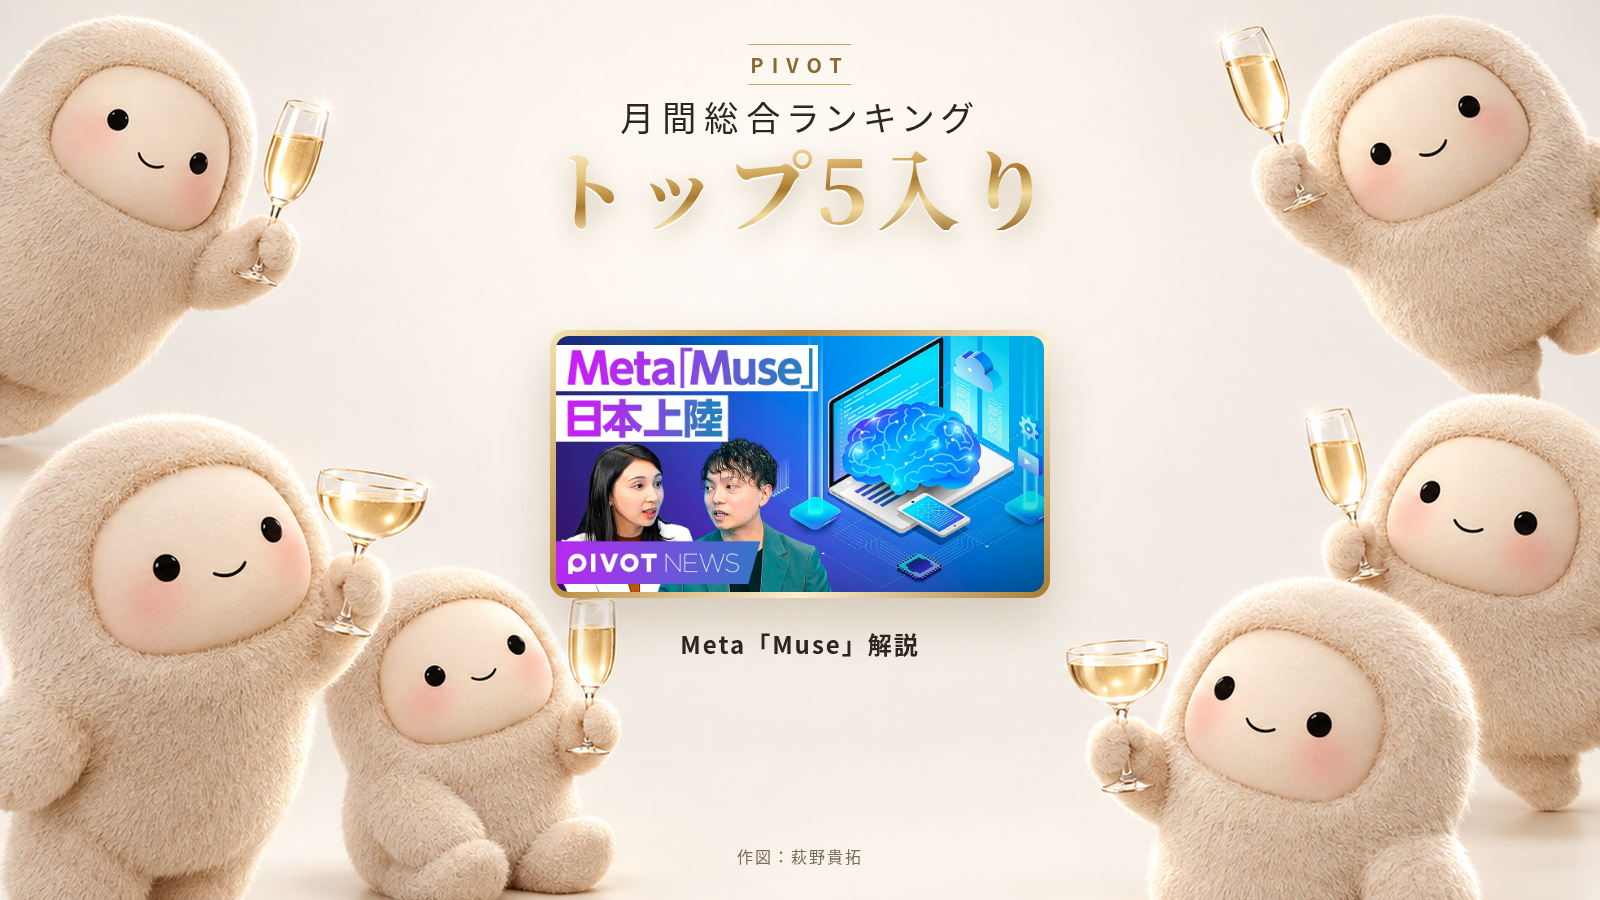 PIVOT
月間総合ランキング
トップ5入り
Meta「Muse」
日本上陸
PIVOT NEWS
Meta「Muse」解説
作図：萩野貴拓